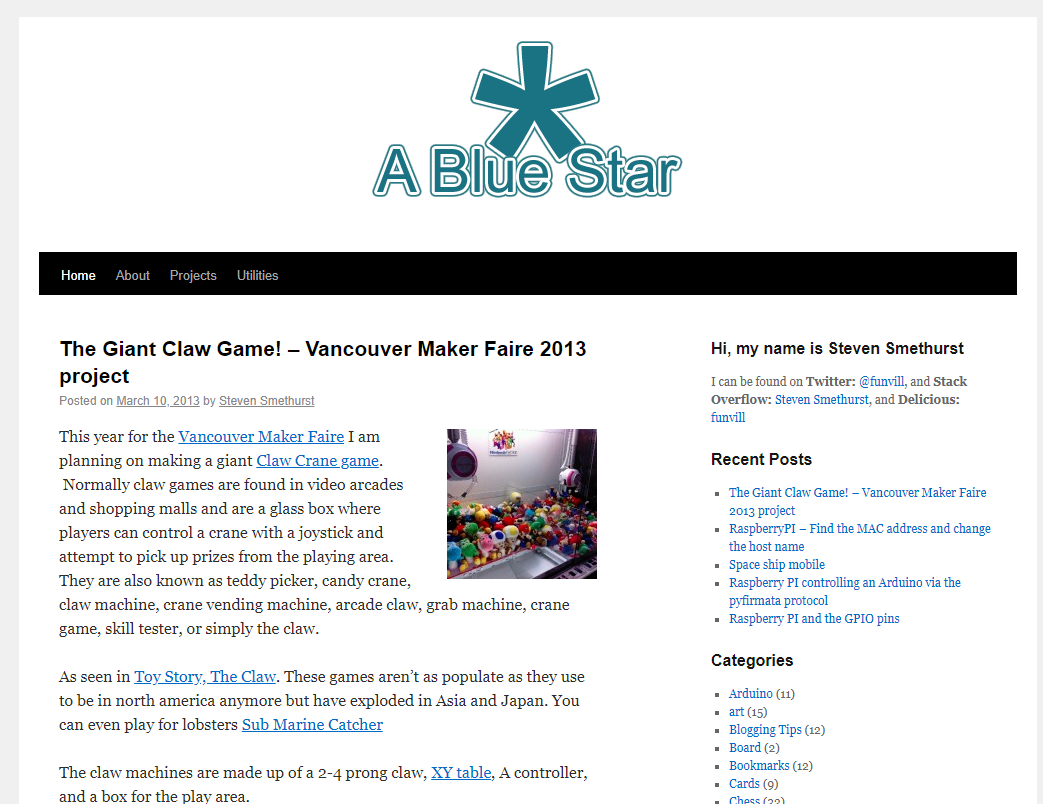 A Blue Star
Home About Projects Utilities
The Giant Claw Game! – Vancouver Maker Faire 2013
project
Posted on March 10, 2013 by Steven Smethurst
This year for the Vancouver Maker Faire I am
planning on making a giant Claw Crane game.
Normally claw games are found in video arcades
and shopping malls and are a glass box where
players can control a crane with a joystick and
attempt to pick up prizes from the playing area.
They are also known as teddy picker, candy crane,
claw machine, crane vending machine, arcade claw, grab machine, crane
game, skill tester, or simply the claw.
As seen in Toy Story, The Claw. These games aren’t as populate as they use
to be in north america anymore but have exploded in Asia and Japan. You
can even play for lobsters Sub Marine Catcher
The claw machines are made up of a 2-4 prong claw, XY table, A controller,
and a box for the play area.
Hi, my name is Steven Smethurst
I can be found on Twitter: @funvill, and Stack
Overflow: Steven Smethurst, and Delicious:
funvill
Recent Posts
The Giant Claw Game! – Vancouver Maker Faire
2013 project
RaspberryPI – Find the MAC address and change
the host name
Space ship mobile
Raspberry PI controlling an Arduino via the
pyfirmata protocol
Raspberry PI and the GPIO pins
Categories
Arduino (11)
art (15)
Blogging Tips (12)
Board (2)
Bookmarks (12)
Cards (9)
Chess (32)